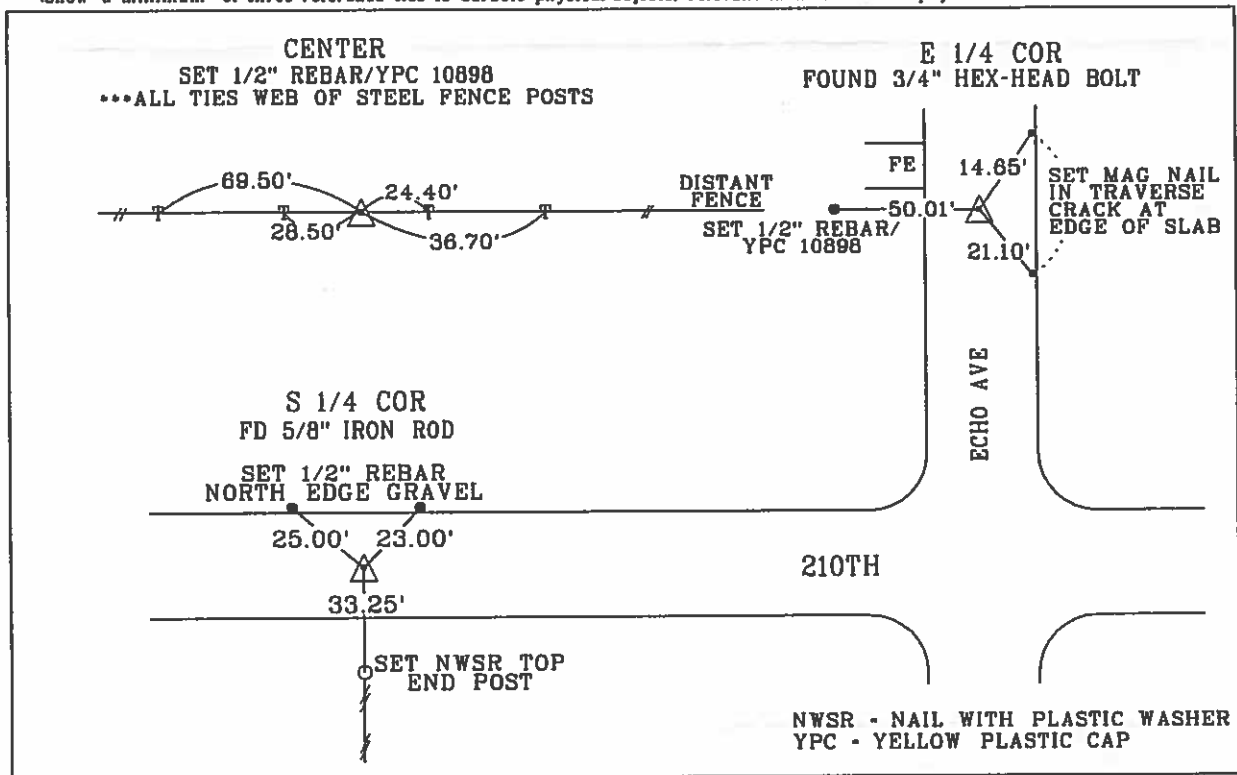 CENTER
SET 1/2" REBAR/YPC 10898
***ALL TIES WEB OF STEEL FENCE POSTS
69.50'
24.40'
28.50'
36.70'
DISTANT
FENCE
E 1/4 COR
FOUND 3/4" HEX-HEAD BOLT
FE
14.65'
50.01'
21.10'
SET 1/2" REBAR/
YPC 10898
SET MAG NAIL
IN TRAVERSE
CRACK AT
EDGE OF SLAB
ECHO AVE
S 1/4 COR
FD 5/8" IRON ROD
SET 1/2" REBAR
NORTH EDGE GRAVEL
25.00'
23.00'
33.25'
210TH
SET NWSR TOP
END POST
NWSR - NAIL WITH PLASTIC WASHER
YPC - YELLOW PLASTIC CAP